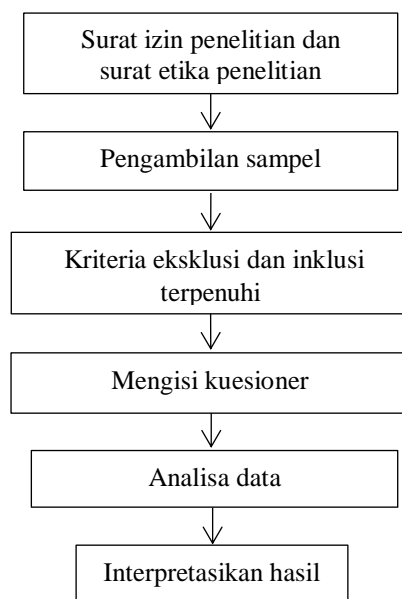 Surat izin penelitian dan
surat etika penelitian
Pengambilan sampel
Kriteria eksklusi dan inklusi
terpenuhi
Mengisi kuesioner
Analisa data
Interpretasikan hasil